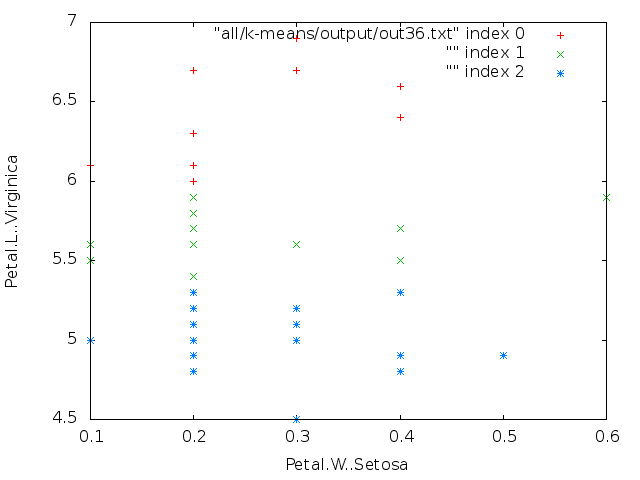 "all/k-means/output/out36.txt" index 0
"" index 1
"" index 2
7
6.5
6
5.5
5
4.5
0.1 0.2 0.3 0.4 0.5 0.6
Petal.L..Virginica
Petal.W..Setosa